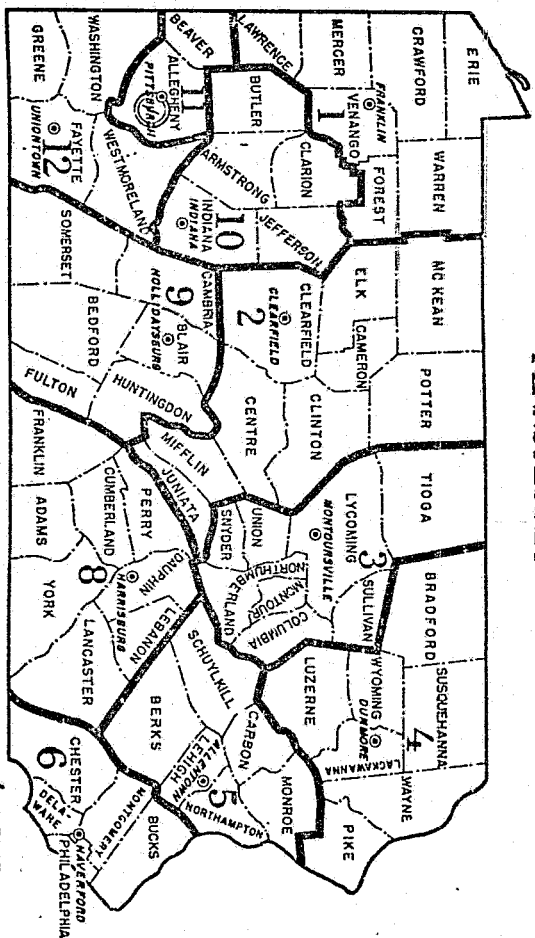 ERIE
CRAWFORD
WARREN
MC KEAN
POTTER
TIOGA
BRADFORD
SUSQUEHANNA
WAYNE
MERCER
FRANKLIN
VENANGO
1
FOREST
ELK
CAMERON
CLINTON
LYCOMING
MONTOURSVILLE
3
SULLIVAN
WYOMING
4
DUNMORE
LACKAWANNA
PIKE
LAWRENCE
BUTLER
CLARION
JEFFERSON
CLEARFIELD
CLEARFIELD
2
CENTRE
UNION
SNYDER
NORTHUMBERLAND
MONTOUR
COLUMBIA
LUZERNE
CARBON
MONROE
BEAVER
ALLEGHENY
PITTSBURGH
11
ARMSTRONG
INDIANA
INDIANA
10
CAMBRIA
BLAIR
HOLLIDAYSBURG
9
HUNTINGDON
MIFFLIN
JUNIATA
PERRY
DAUPHIN
HARRISBURG
LEBANON
SCHUYLKILL
BERKS
LEHIGH
ALLENTOWN
5
NORTHAMPTON
BUCKS
MONTGOMERY
WASHINGTON
GREENE
FAYETTE
UNIONTOWN
12
WESTMORELAND
SOMERSET
BEDFORD
FULTON
FRANKLIN
ADAMS
CUMBERLAND
8
YORK
LANCASTER
CHESTER
6
DELA-
WARE
HAVERFORD
PHILADELPHIA